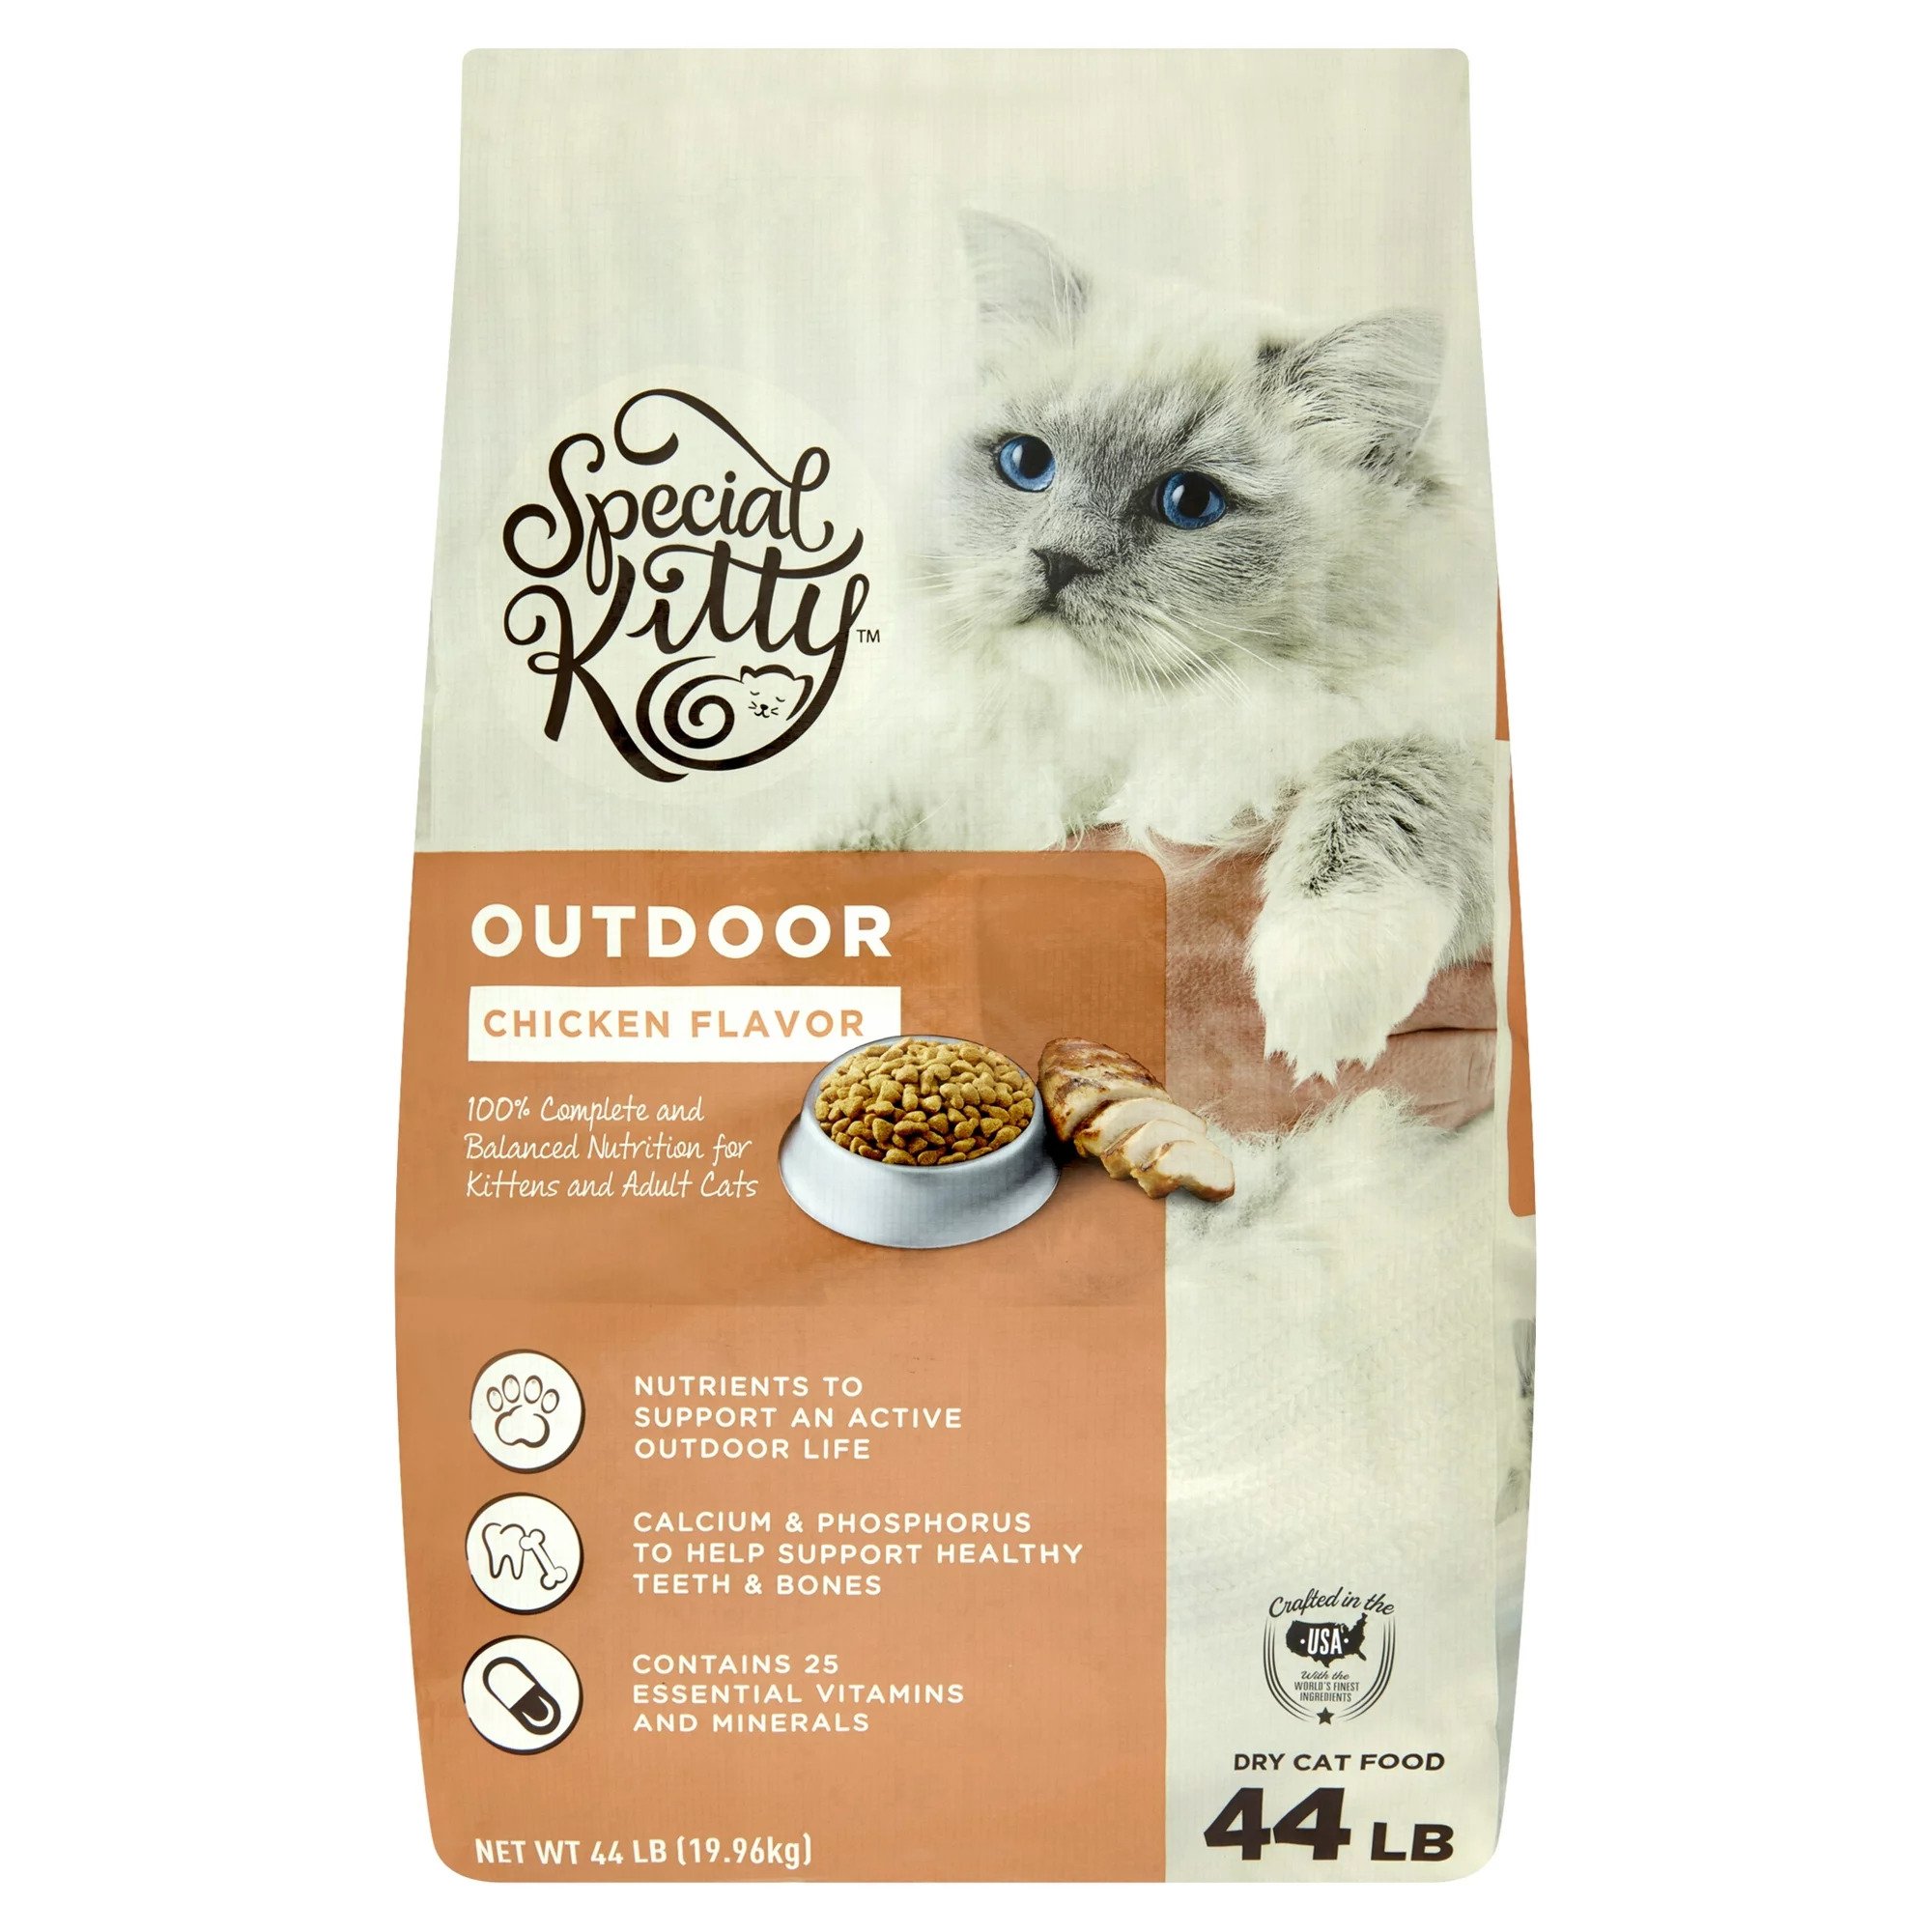 Special
Kitty™
OUTDOOR
CHICKEN FLAVOR
100% Complete and
Balanced Nutrition for
Kittens and Adult Cats
NUTRIENTS TO
SUPPORT AN ACTIVE
OUTDOOR LIFE
CALCIUM & PHOSPHORUS
TO HELP SUPPORT HEALTHY
TEETH & BONES
CONTAINS 25
ESSENTIAL VITAMINS
AND MINERALS
NET WT 44 LB (19.96kg)
Crafted in the
·USA·
With the
WORLD'S FINEST
INGREDIENTS
DRY CAT FOOD
44 LB